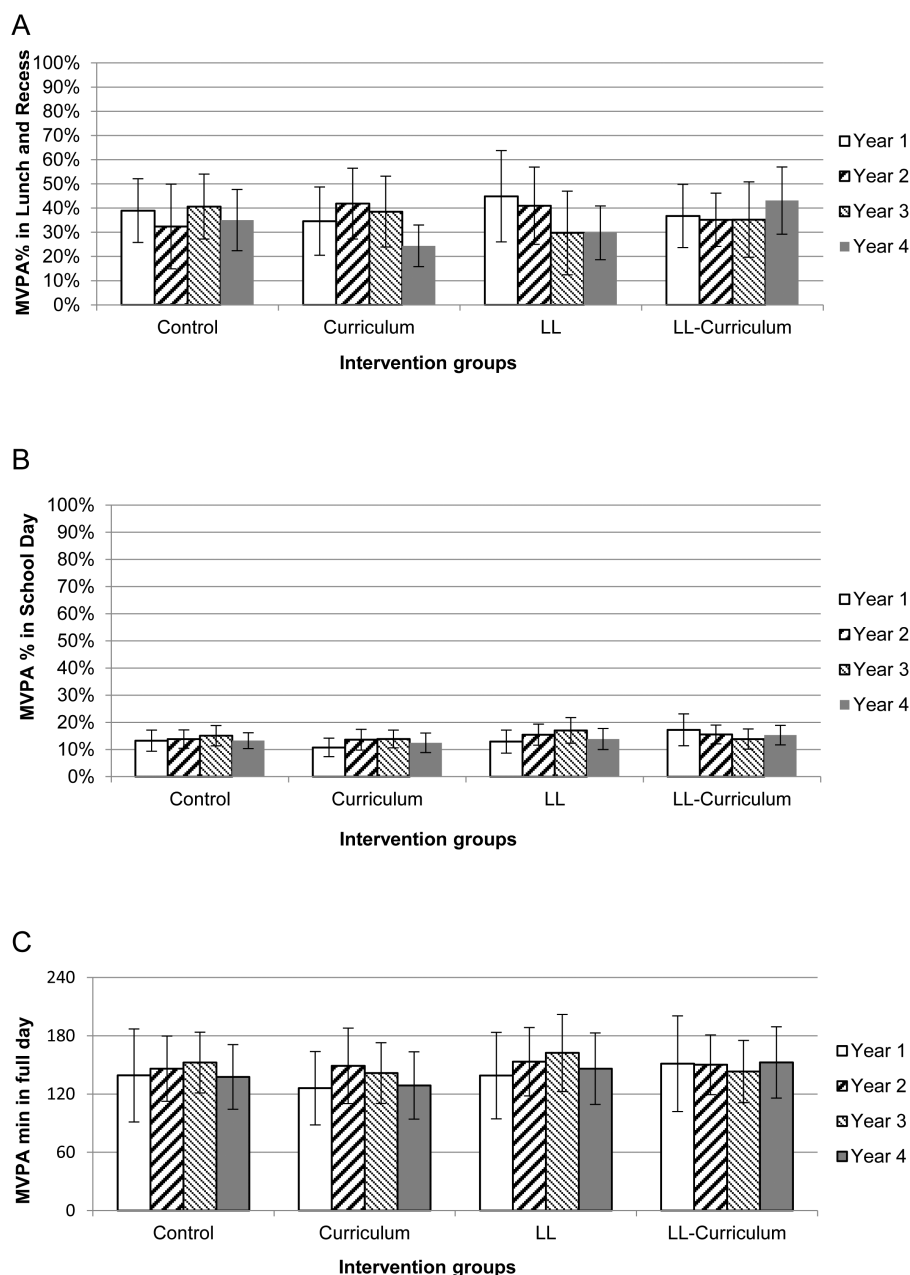 A
MVPA% in Lunch and Recess
100%
90%
80%
70%
60%
50%
40%
30%
20%
10%
0%
Control
Curriculum
LL
LL-Curriculum
Intervention groups
Year 1
Year 2
Year 3
Year 4
B
MVPA % in School Day
100%
90%
80%
70%
60%
50%
40%
30%
20%
10%
0%
Control
Curriculum
LL
LL-Curriculum
Intervention groups
Year 1
Year 2
Year 3
Year 4
C
MVPA min in full day
240
180
120
60
0
Control
Curriculum
LL
LL-Curriculum
Intervention groups
Year 1
Year 2
Year 3
Year 4